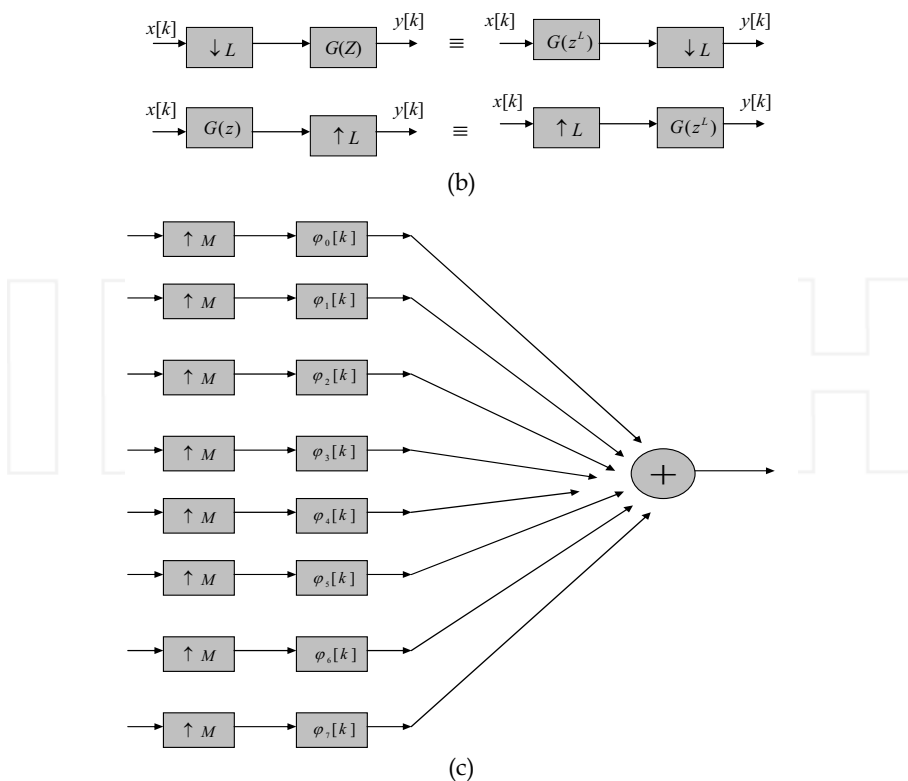 x[k] ↓ L G(Z) y[k] ≡ x[k] G(z^L) ↓ L y[k]
x[k] G(z) ↑ L y[k] ≡ x[k] ↑ L G(z^L) y[k]
(b)
↑ M φ₀[k]
↑ M φ₁[k]
↑ M φ₂[k]
↑ M φ₃[k]
+
↑ M φ₄[k]
↑ M φ₅[k]
↑ M φ₆[k]
↑ M φ₇[k]
(c)